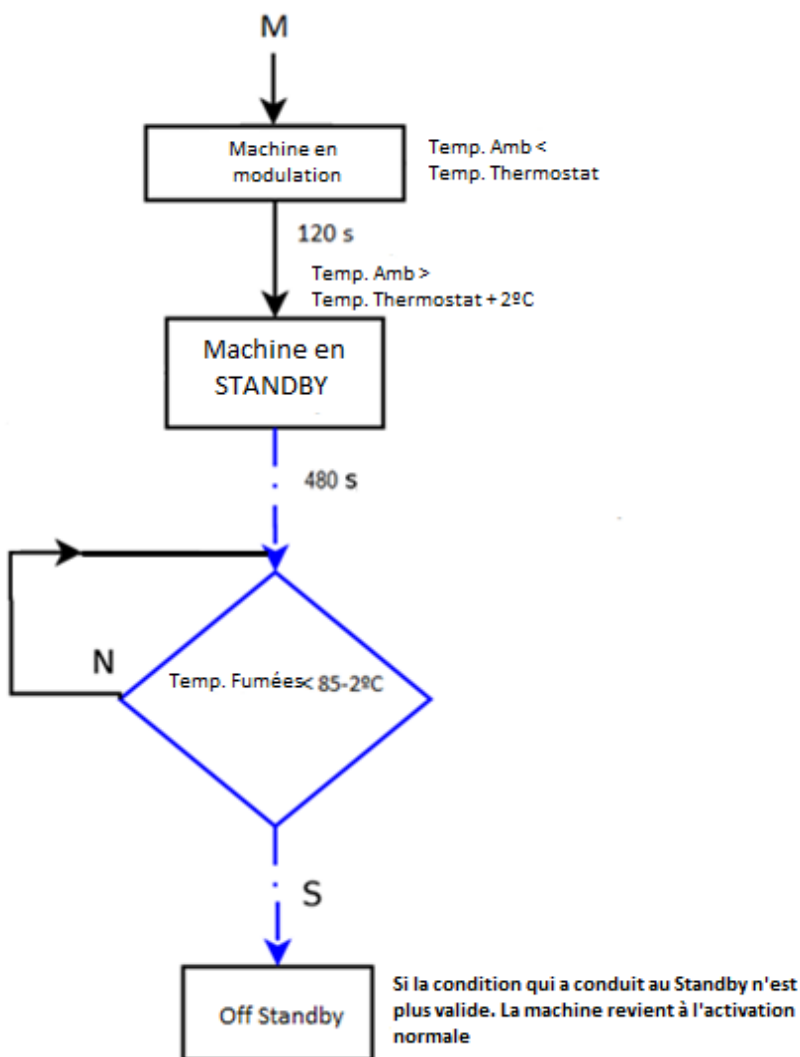 M
Machine en
modulation
Temp. Amb <
Temp. Thermostat
120 s
Temp. Amb >
Temp. Thermostat + 2ºC
Machine en
STANDBY
480 s
N
Temp. Fumées< 85-2ºC
S
Off Standby
Si la condition qui a conduit au Standby n'est
plus valide. La machine revient à l'activation
normale